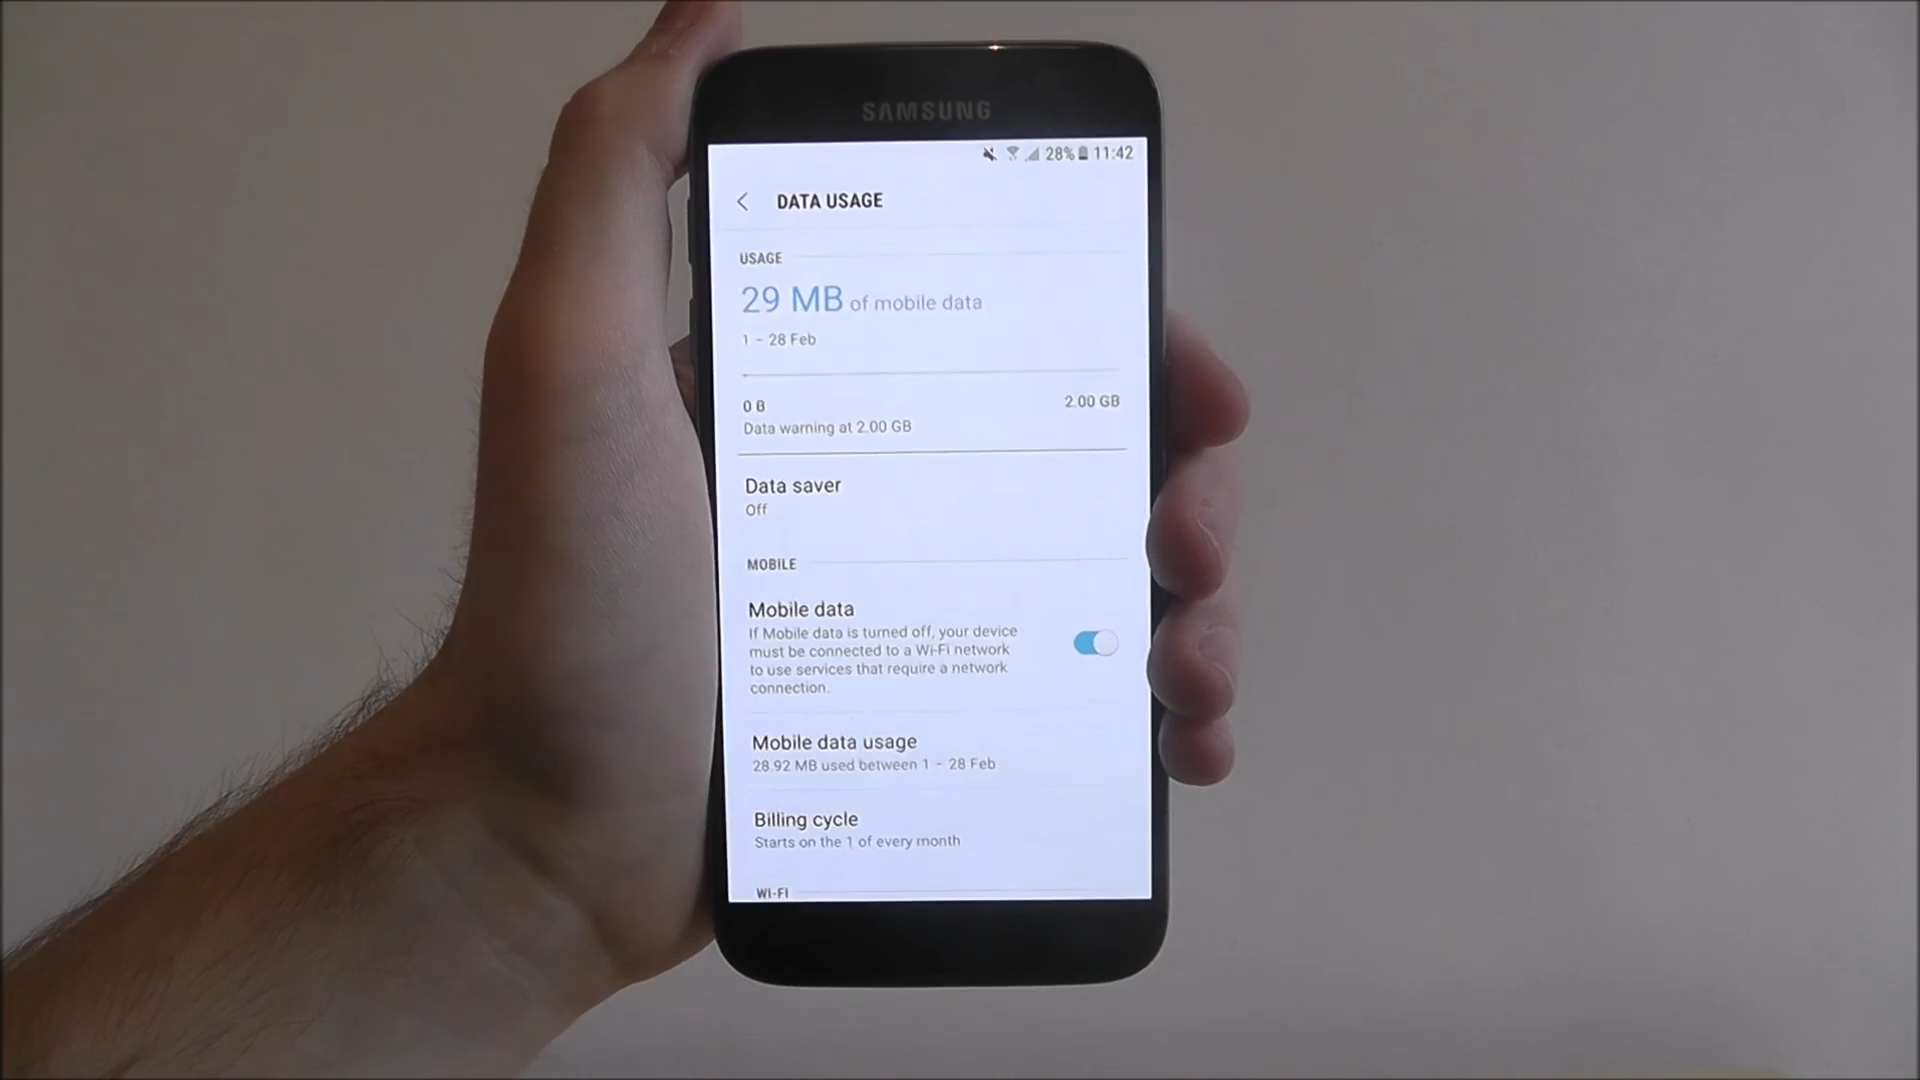 SAMSUNG
28% 11:42
DATA USAGE
USAGE
29 MB of mobile data
1 – 28 Feb
0 B 2.00 GB
Data warning at 2.00 GB
Data saver
Off
MOBILE
Mobile data
If Mobile data is turned off, your device
must be connected to a Wi-Fi network
to use services that require a network
connection.
Mobile data usage
28.92 MB used between 1 – 28 Feb
Billing cycle
Starts on the 1 of every month
WI-FI